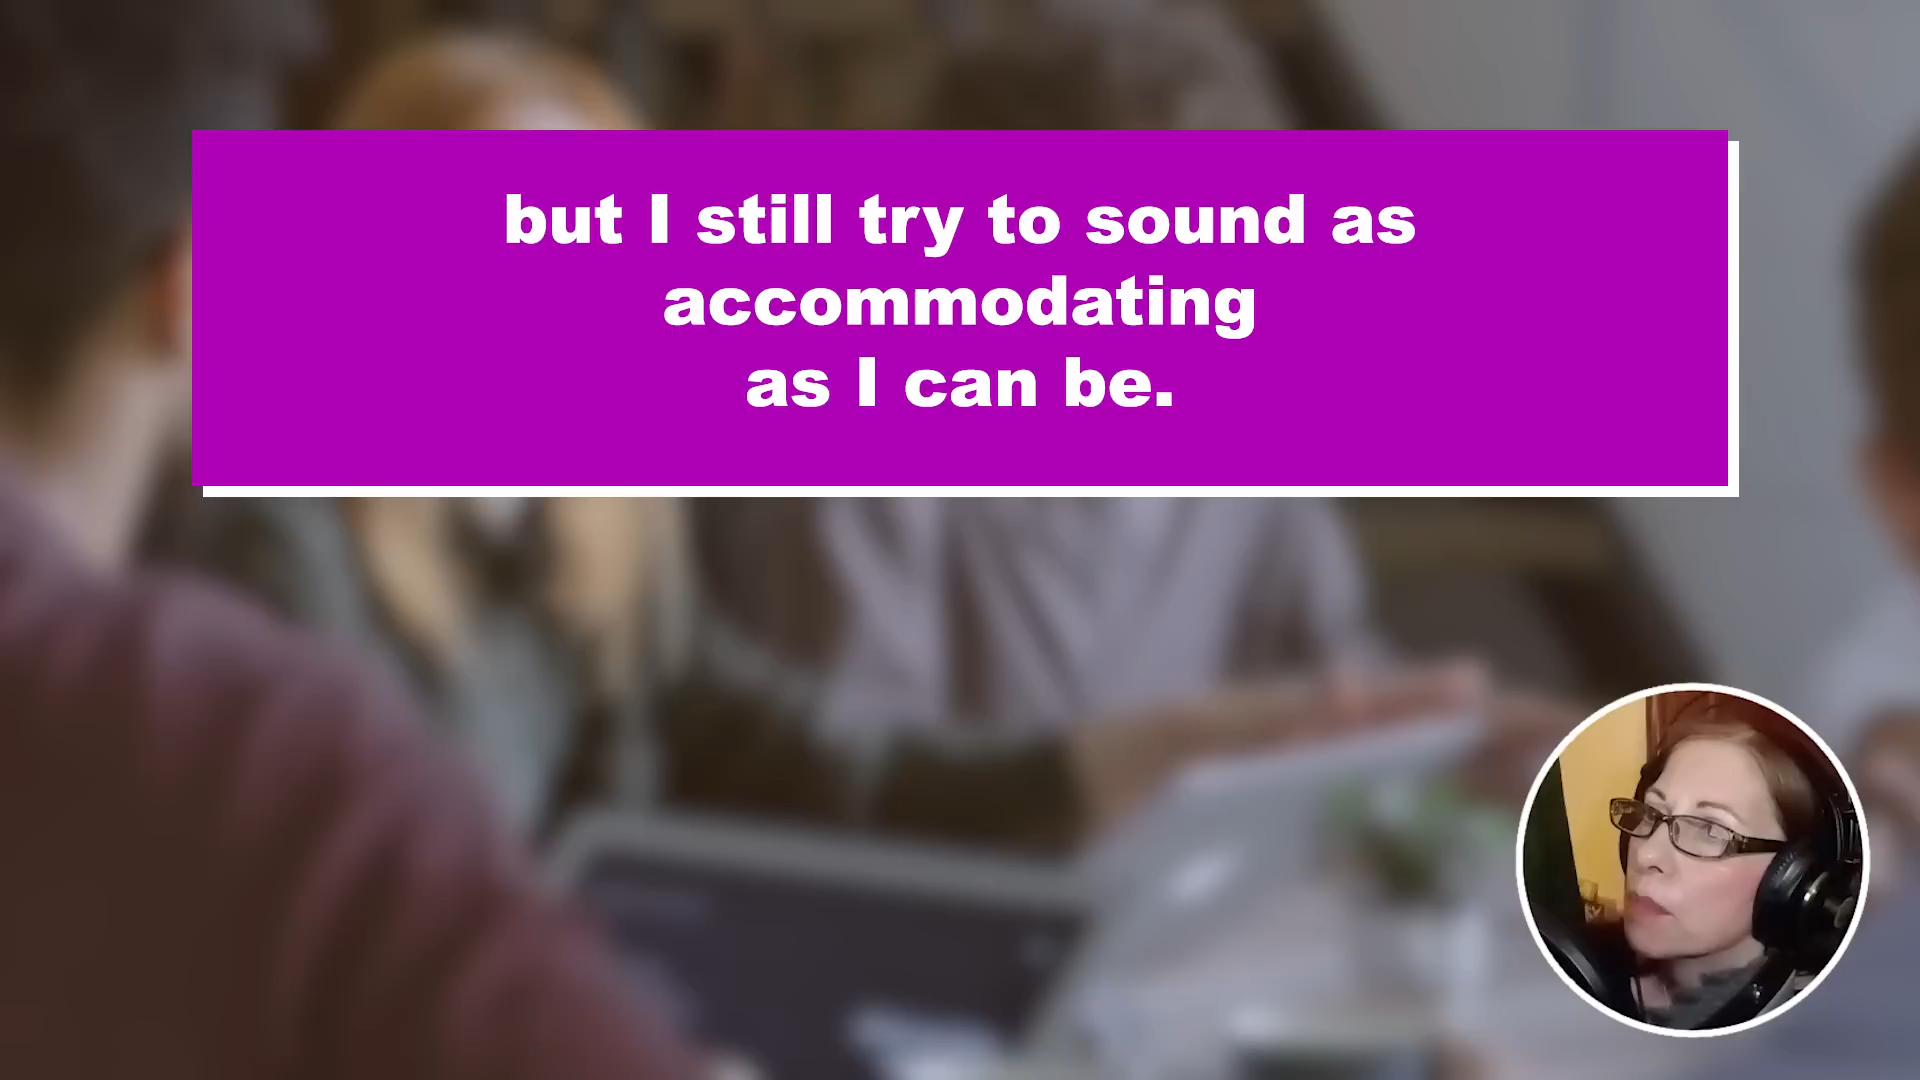 but I still try to sound as
accommodating
as I can be.